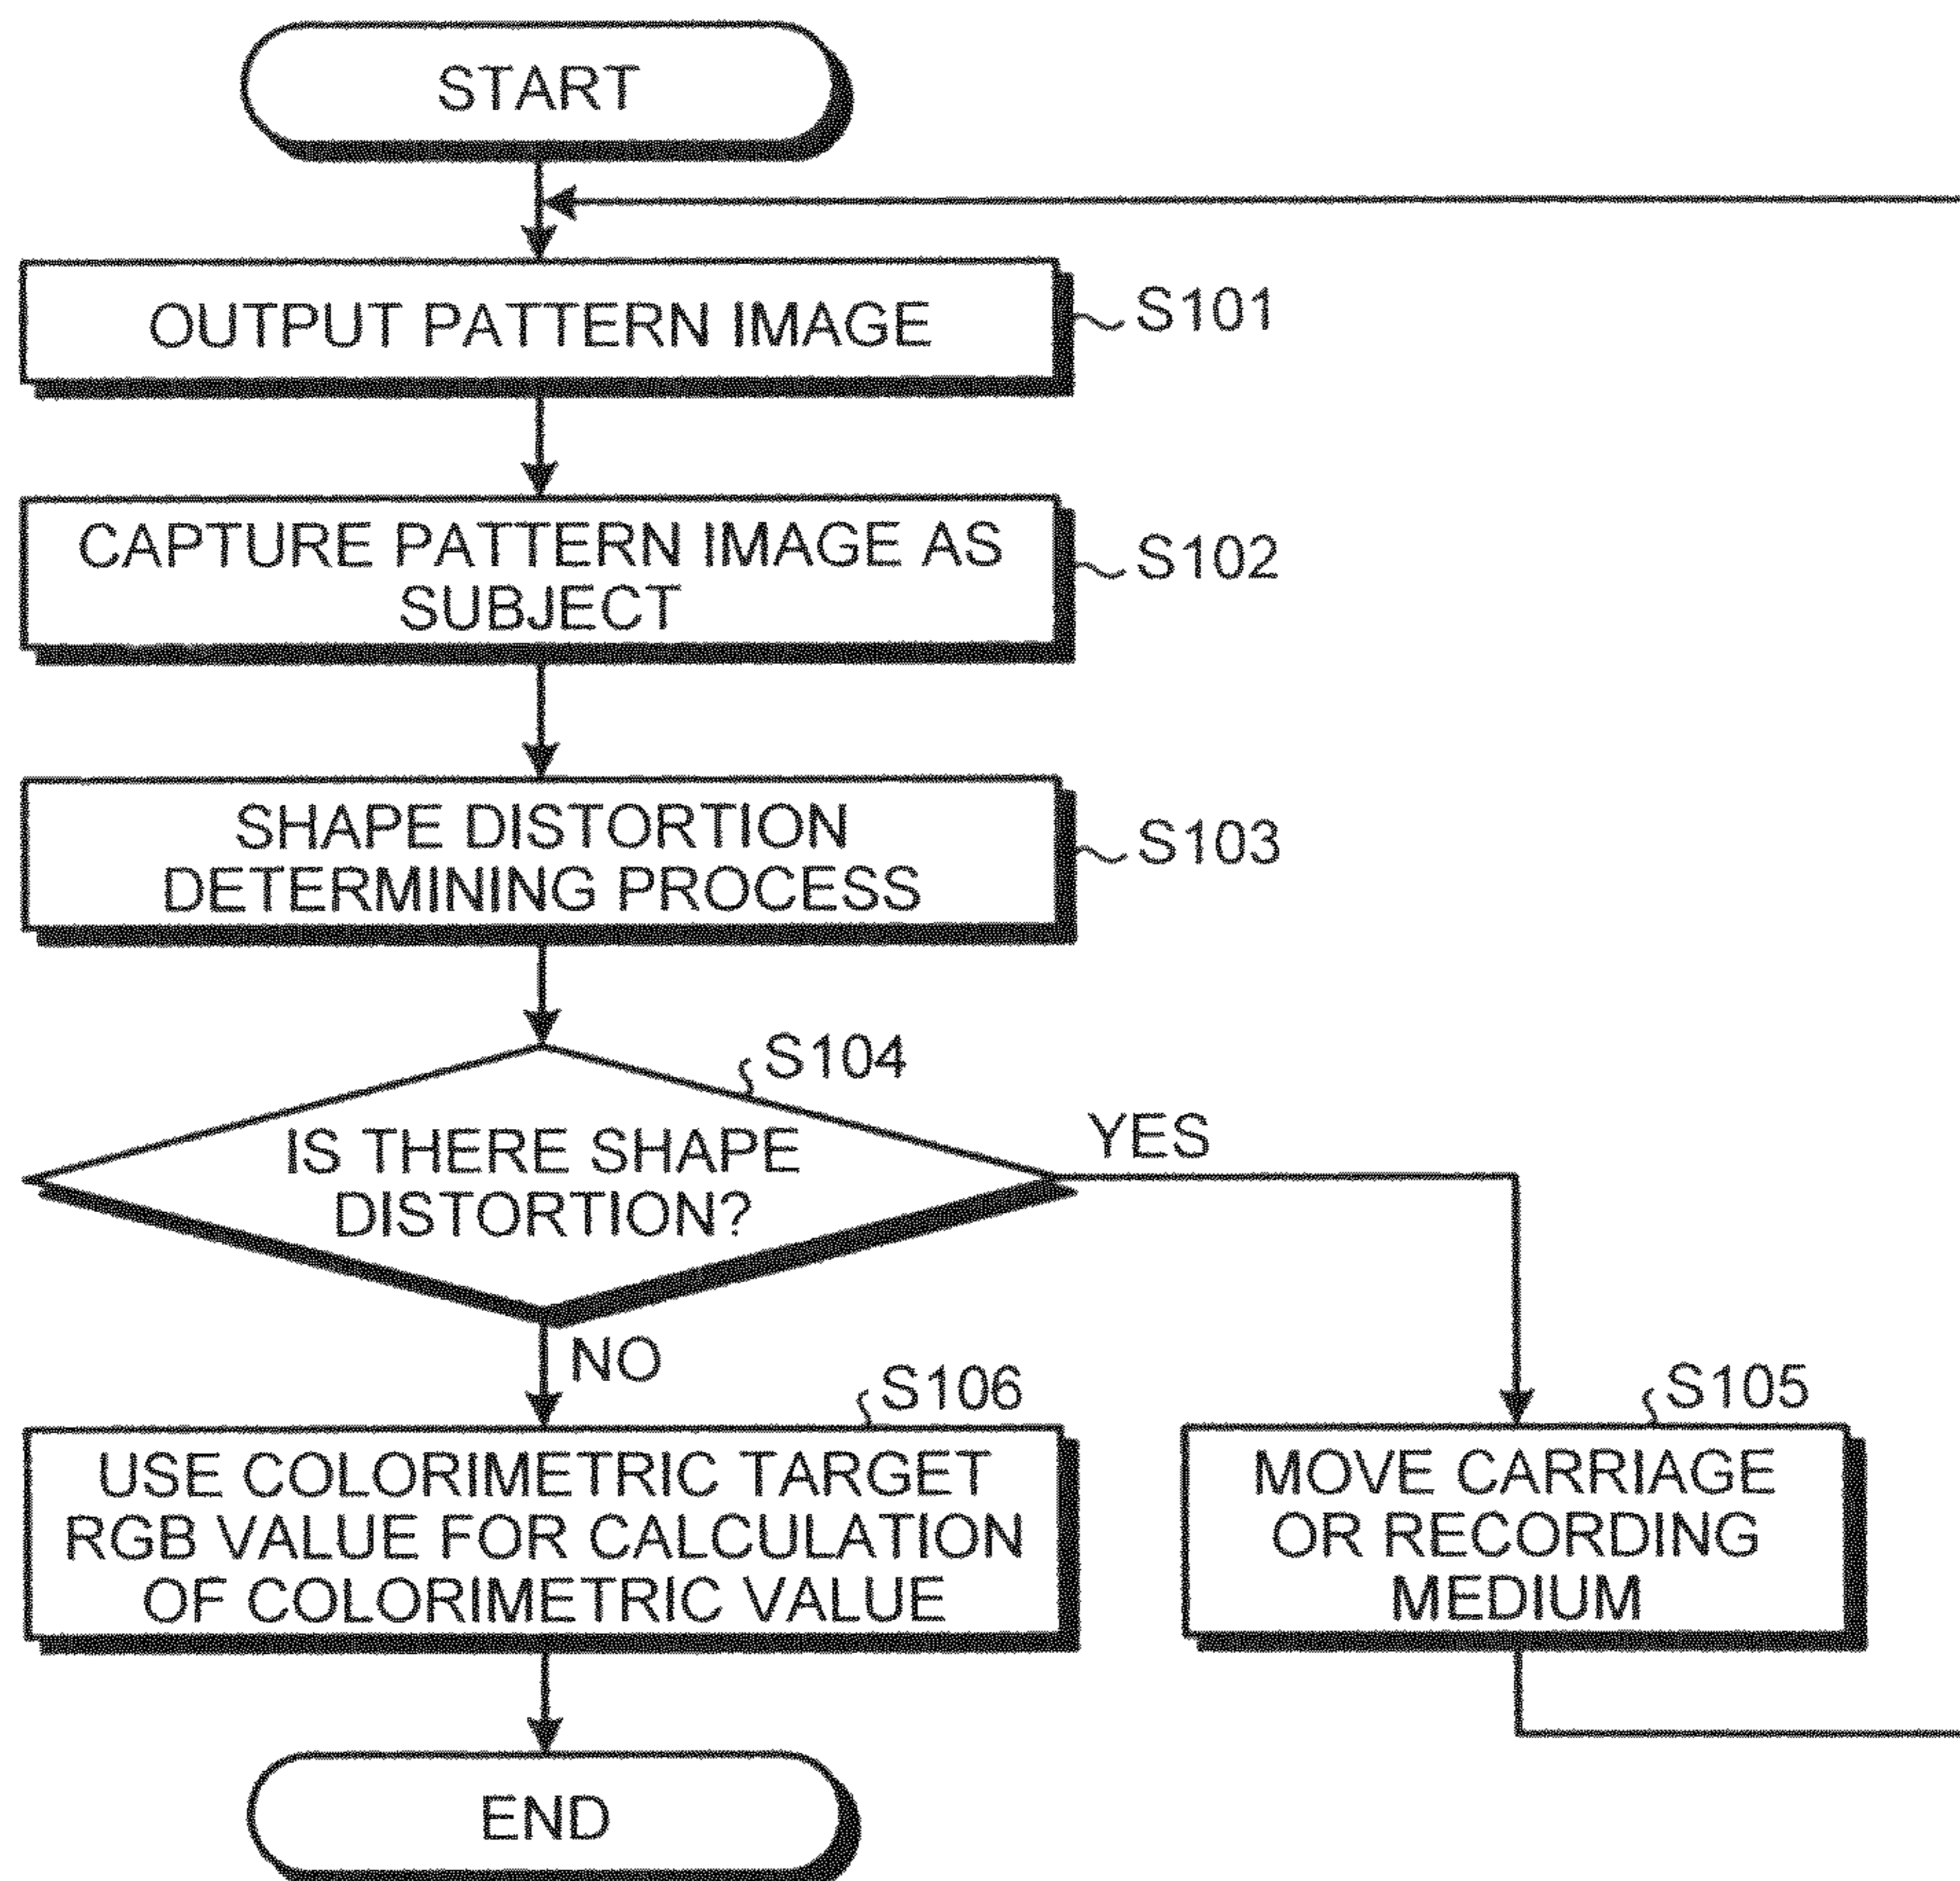 START
OUTPUT PATTERN IMAGE
S101
CAPTURE PATTERN IMAGE AS
SUBJECT
S102
SHAPE DISTORTION
DETERMINING PROCESS
S103
S104
IS THERE SHAPE
DISTORTION?
YES
NO
S106
USE COLORIMETRIC TARGET
RGB VALUE FOR CALCULATION
OF COLORIMETRIC VALUE
S105
MOVE CARRIAGE
OR RECORDING
MEDIUM
END